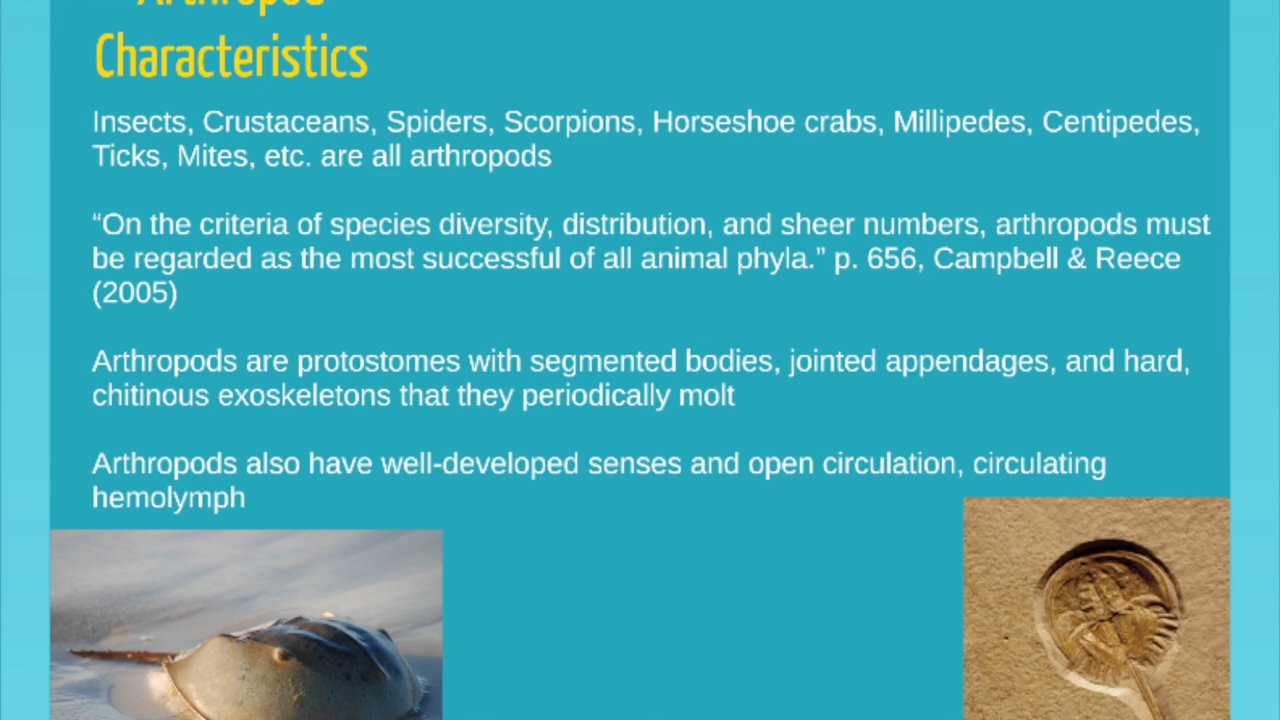 Arthropod
Characteristics
Insects, Crustaceans, Spiders, Scorpions, Horseshoe crabs, Millipedes, Centipedes,
Ticks, Mites, etc. are all arthropods
“On the criteria of species diversity, distribution, and sheer numbers, arthropods must
be regarded as the most successful of all animal phyla.” p. 656, Campbell & Reece
(2005)
Arthropods are protostomes with segmented bodies, jointed appendages, and hard,
chitinous exoskeletons that they periodically molt
Arthropods also have well-developed senses and open circulation, circulating
hemolymph